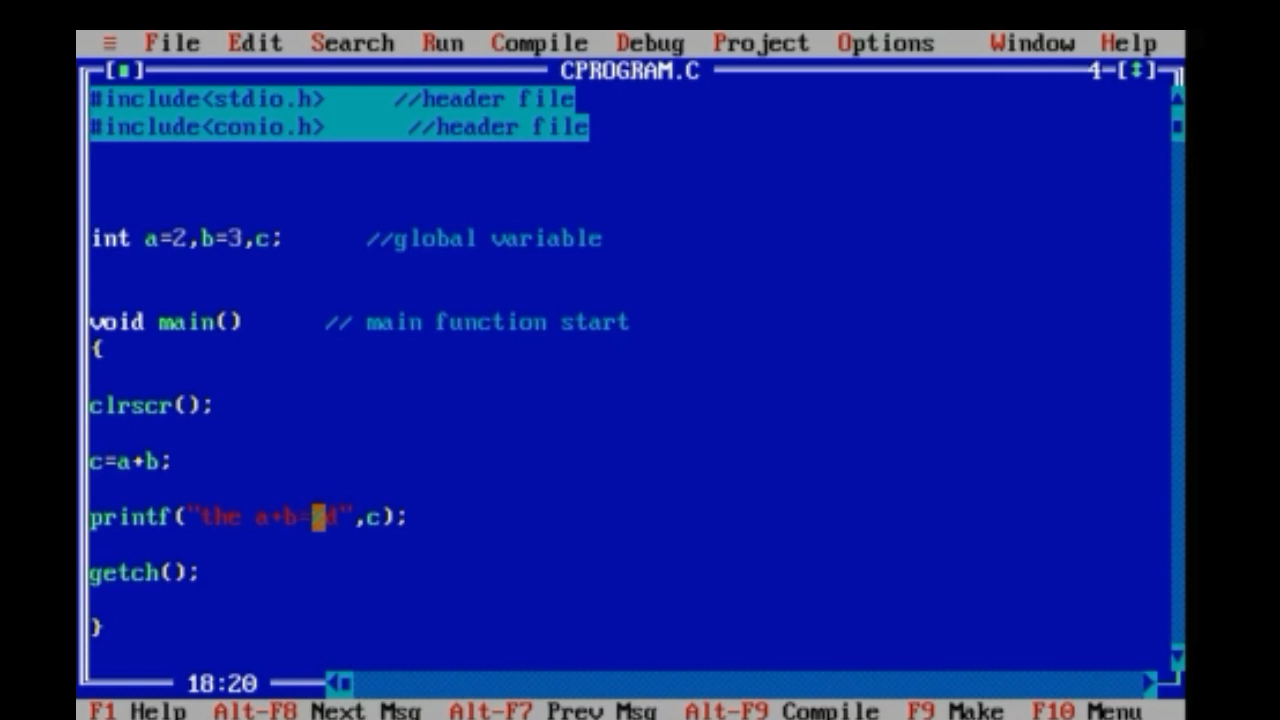 ≡ File Edit Search Run Compile Debug Project Options Window Help
[■] CPROGRAM.C 4-[↕]
#include<stdio.h> //header file
#include<conio.h> //header file
int a=2,b=3,c; //global variable
void main() // main function start
{
clrscr();
c=a+b;
printf("the a+b=%d",c);
getch();
}
18:20
F1 Help Alt-F8 Next Msg Alt-F7 Prev Msg Alt-F9 Compile F9 Make F10 Menu